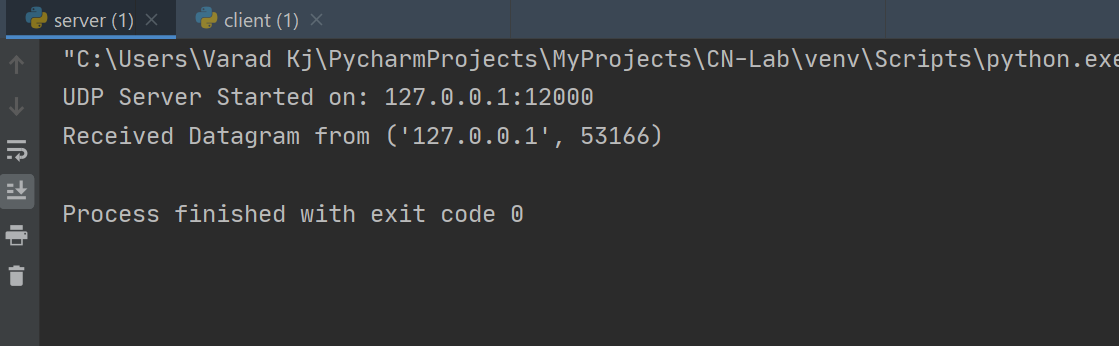 server (1)
client (1)
"C:\Users\Varad Kj\PycharmProjects\MyProjects\CN-Lab\venv\Scripts\python.exe
UDP Server Started on: 127.0.0.1:12000
Received Datagram from ('127.0.0.1', 53166)
Process finished with exit code 0